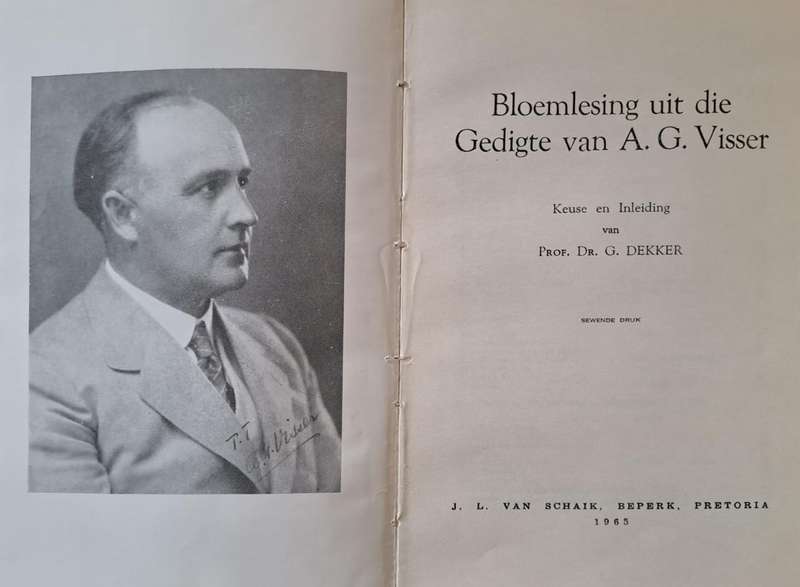 T.T
A.G. Visser
Bloemlesing uit die
Gedigte van A. G. Visser
Keuse en Inleiding
van
PROF. DR. G. DEKKER
SEWENDE DRUK
J. L. VAN SCHAIK, BEPERK, PRETORIA
1965